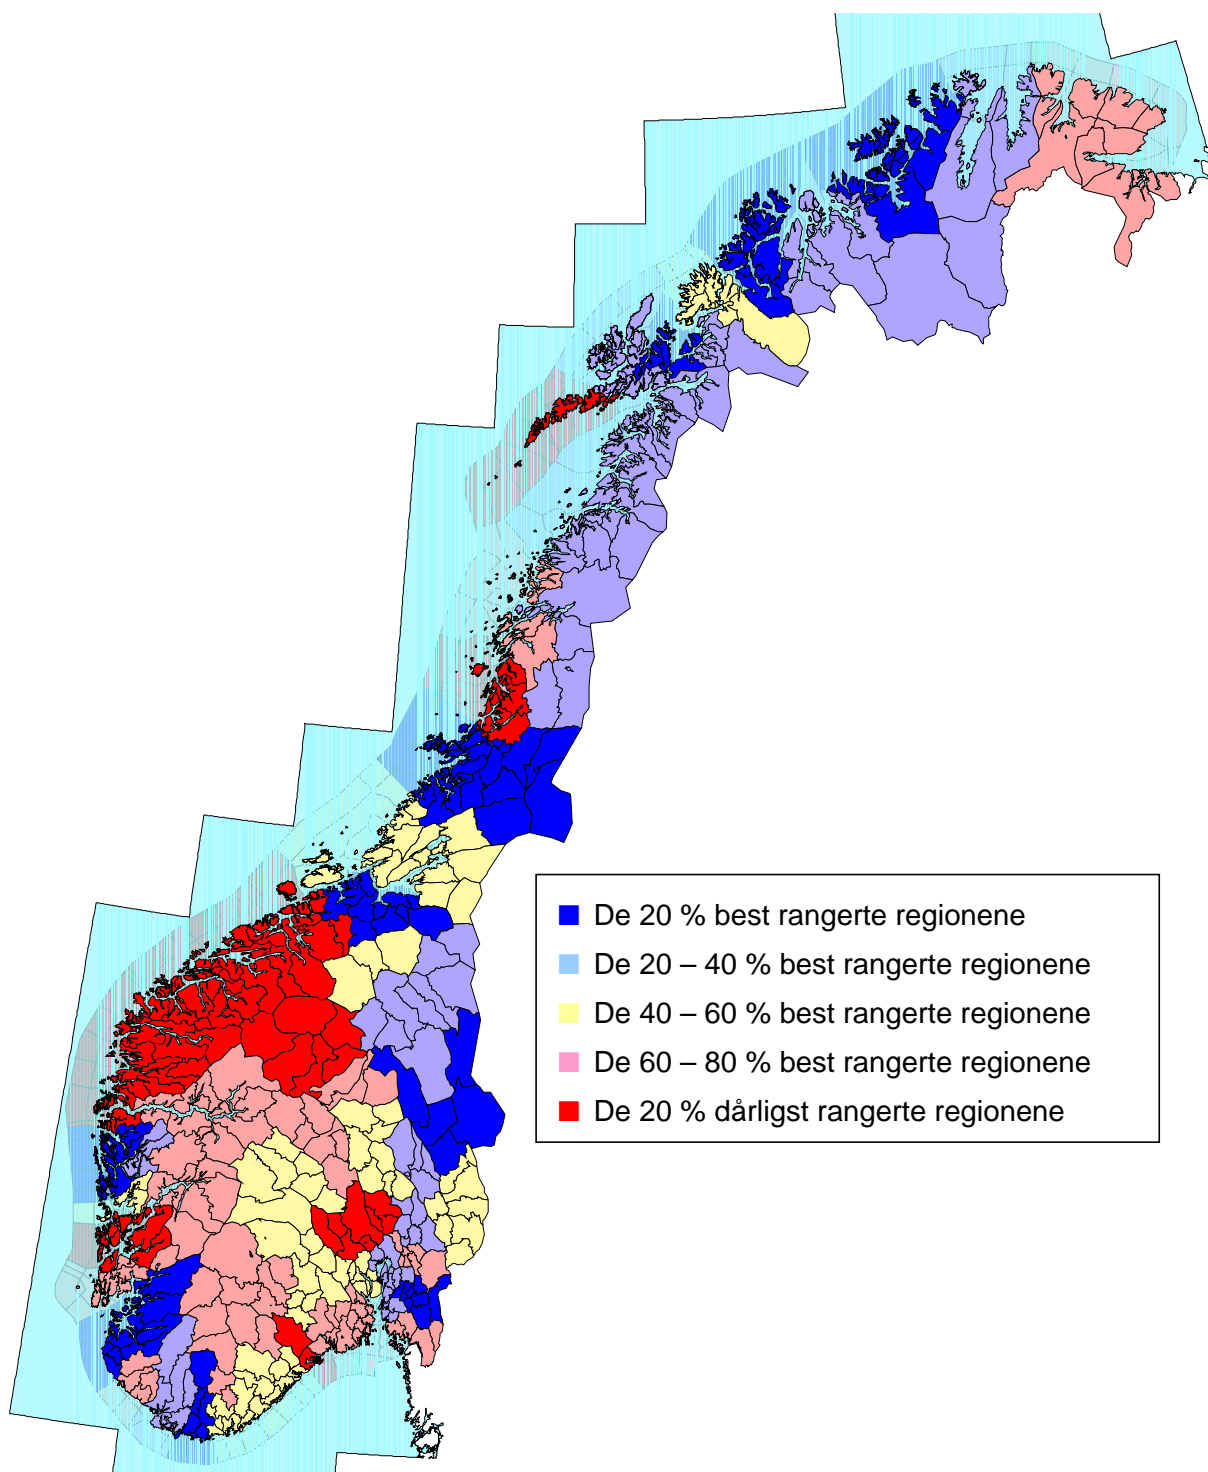 De 20 % best rangerte regionene
De 20 – 40 % best rangerte regionene
De 40 – 60 % best rangerte regionene
De 60 – 80 % best rangerte regionene
De 20 % dårligst rangerte regionene